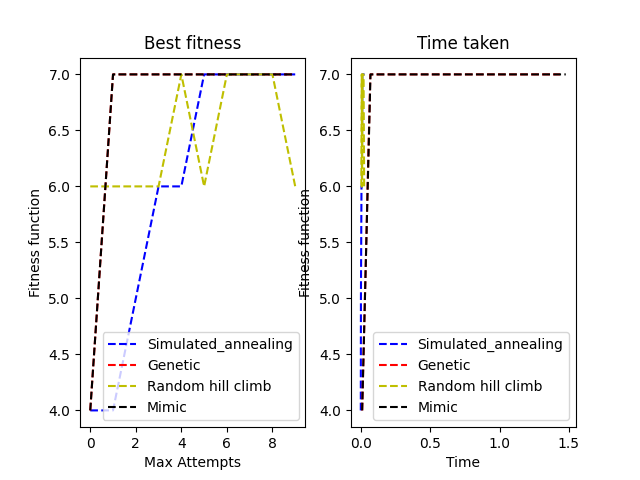 Best fitness
Fitness function
7.0
6.5
6.0
5.5
5.0
4.5
4.0
Simulated_annealing
Genetic
Random hill climb
Mimic
0 2 4 6 8
Max Attempts
Time taken
Fitness function
7.0
6.5
6.0
5.5
5.0
4.5
4.0
Simulated_annealing
Genetic
Random hill climb
Mimic
0.0 0.5 1.0 1.5
Time